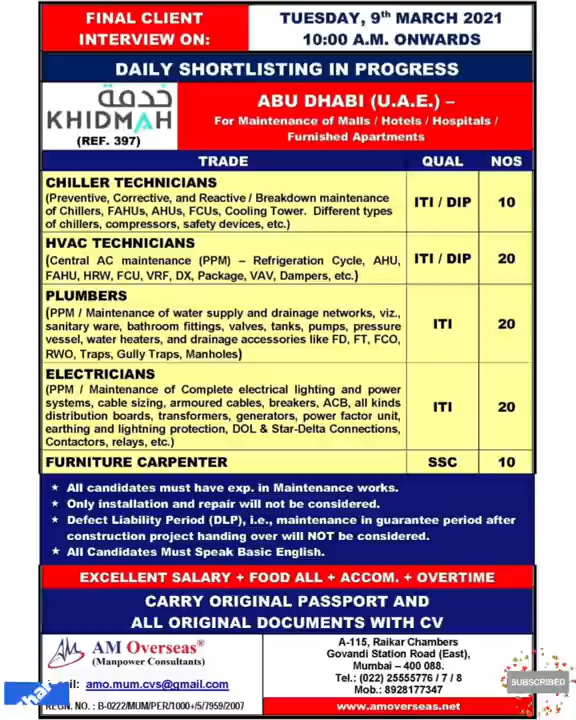 FINAL CLIENT
INTERVIEW ON:
TUESDAY, 9th MARCH 2021
10:00 A.M. ONWARDS
DAILY SHORTLISTING IN PROGRESS
خدمة
KHIDMAH
(REF. 397)
ABU DHABI (U.A.E.) –
For Maintenance of Malls / Hotels / Hospitals /
Furnished Apartments
TRADE QUAL NOS
CHILLER TECHNICIANS
(Preventive, Corrective, and Reactive / Breakdown maintenance
of Chillers, FAHUs, AHUs, FCUs, Cooling Tower. Different types
of chillers, compressors, safety devices, etc.)
ITI / DIP 10
HVAC TECHNICIANS
(Central AC maintenance (PPM) – Refrigeration Cycle, AHU,
FAHU, HRW, FCU, VRF, DX, Package, VAV, Dampers, etc.)
ITI / DIP 20
PLUMBERS
(PPM / Maintenance of water supply and drainage networks, viz.,
sanitary ware, bathroom fittings, valves, tanks, pumps, pressure
vessel, water heaters, and drainage accessories like FD, FT, FCO,
RWO, Traps, Gully Traps, Manholes)
ITI 20
ELECTRICIANS
(PPM / Maintenance of Complete electrical lighting and power
systems, cable sizing, armoured cables, breakers, ACB, all kinds
distribution boards, transformers, generators, power factor unit,
earthing and lightning protection, DOL & Star-Delta Connections,
Contactors, relays, etc.)
ITI 20
FURNITURE CARPENTER SSC 10
★ All candidates must have exp. in Maintenance works.
★ Only installation and repair will not be considered.
★ Defect Liability Period (DLP), i.e., maintenance in guarantee period after
construction project handing over will NOT be considered.
★ All Candidates Must Speak Basic English.
EXCELLENT SALARY + FOOD ALL + ACCOM. + OVERTIME
CARRY ORIGINAL PASSPORT AND
ALL ORIGINAL DOCUMENTS WITH CV
AM Overseas®
(Manpower Consultants)
amo.mum.cvs@gmail.com
REGN. NO. : B-0222/MUM/PER/1000+/5/7959/2007
A-115, Raikar Chambers
Govandi Station Road (East),
Mumbai – 400 088.
Tel.: (022) 25555776 / 7 / 8
Mob.: 8928177347
www.amoverseas.net
SUBSCRIBED